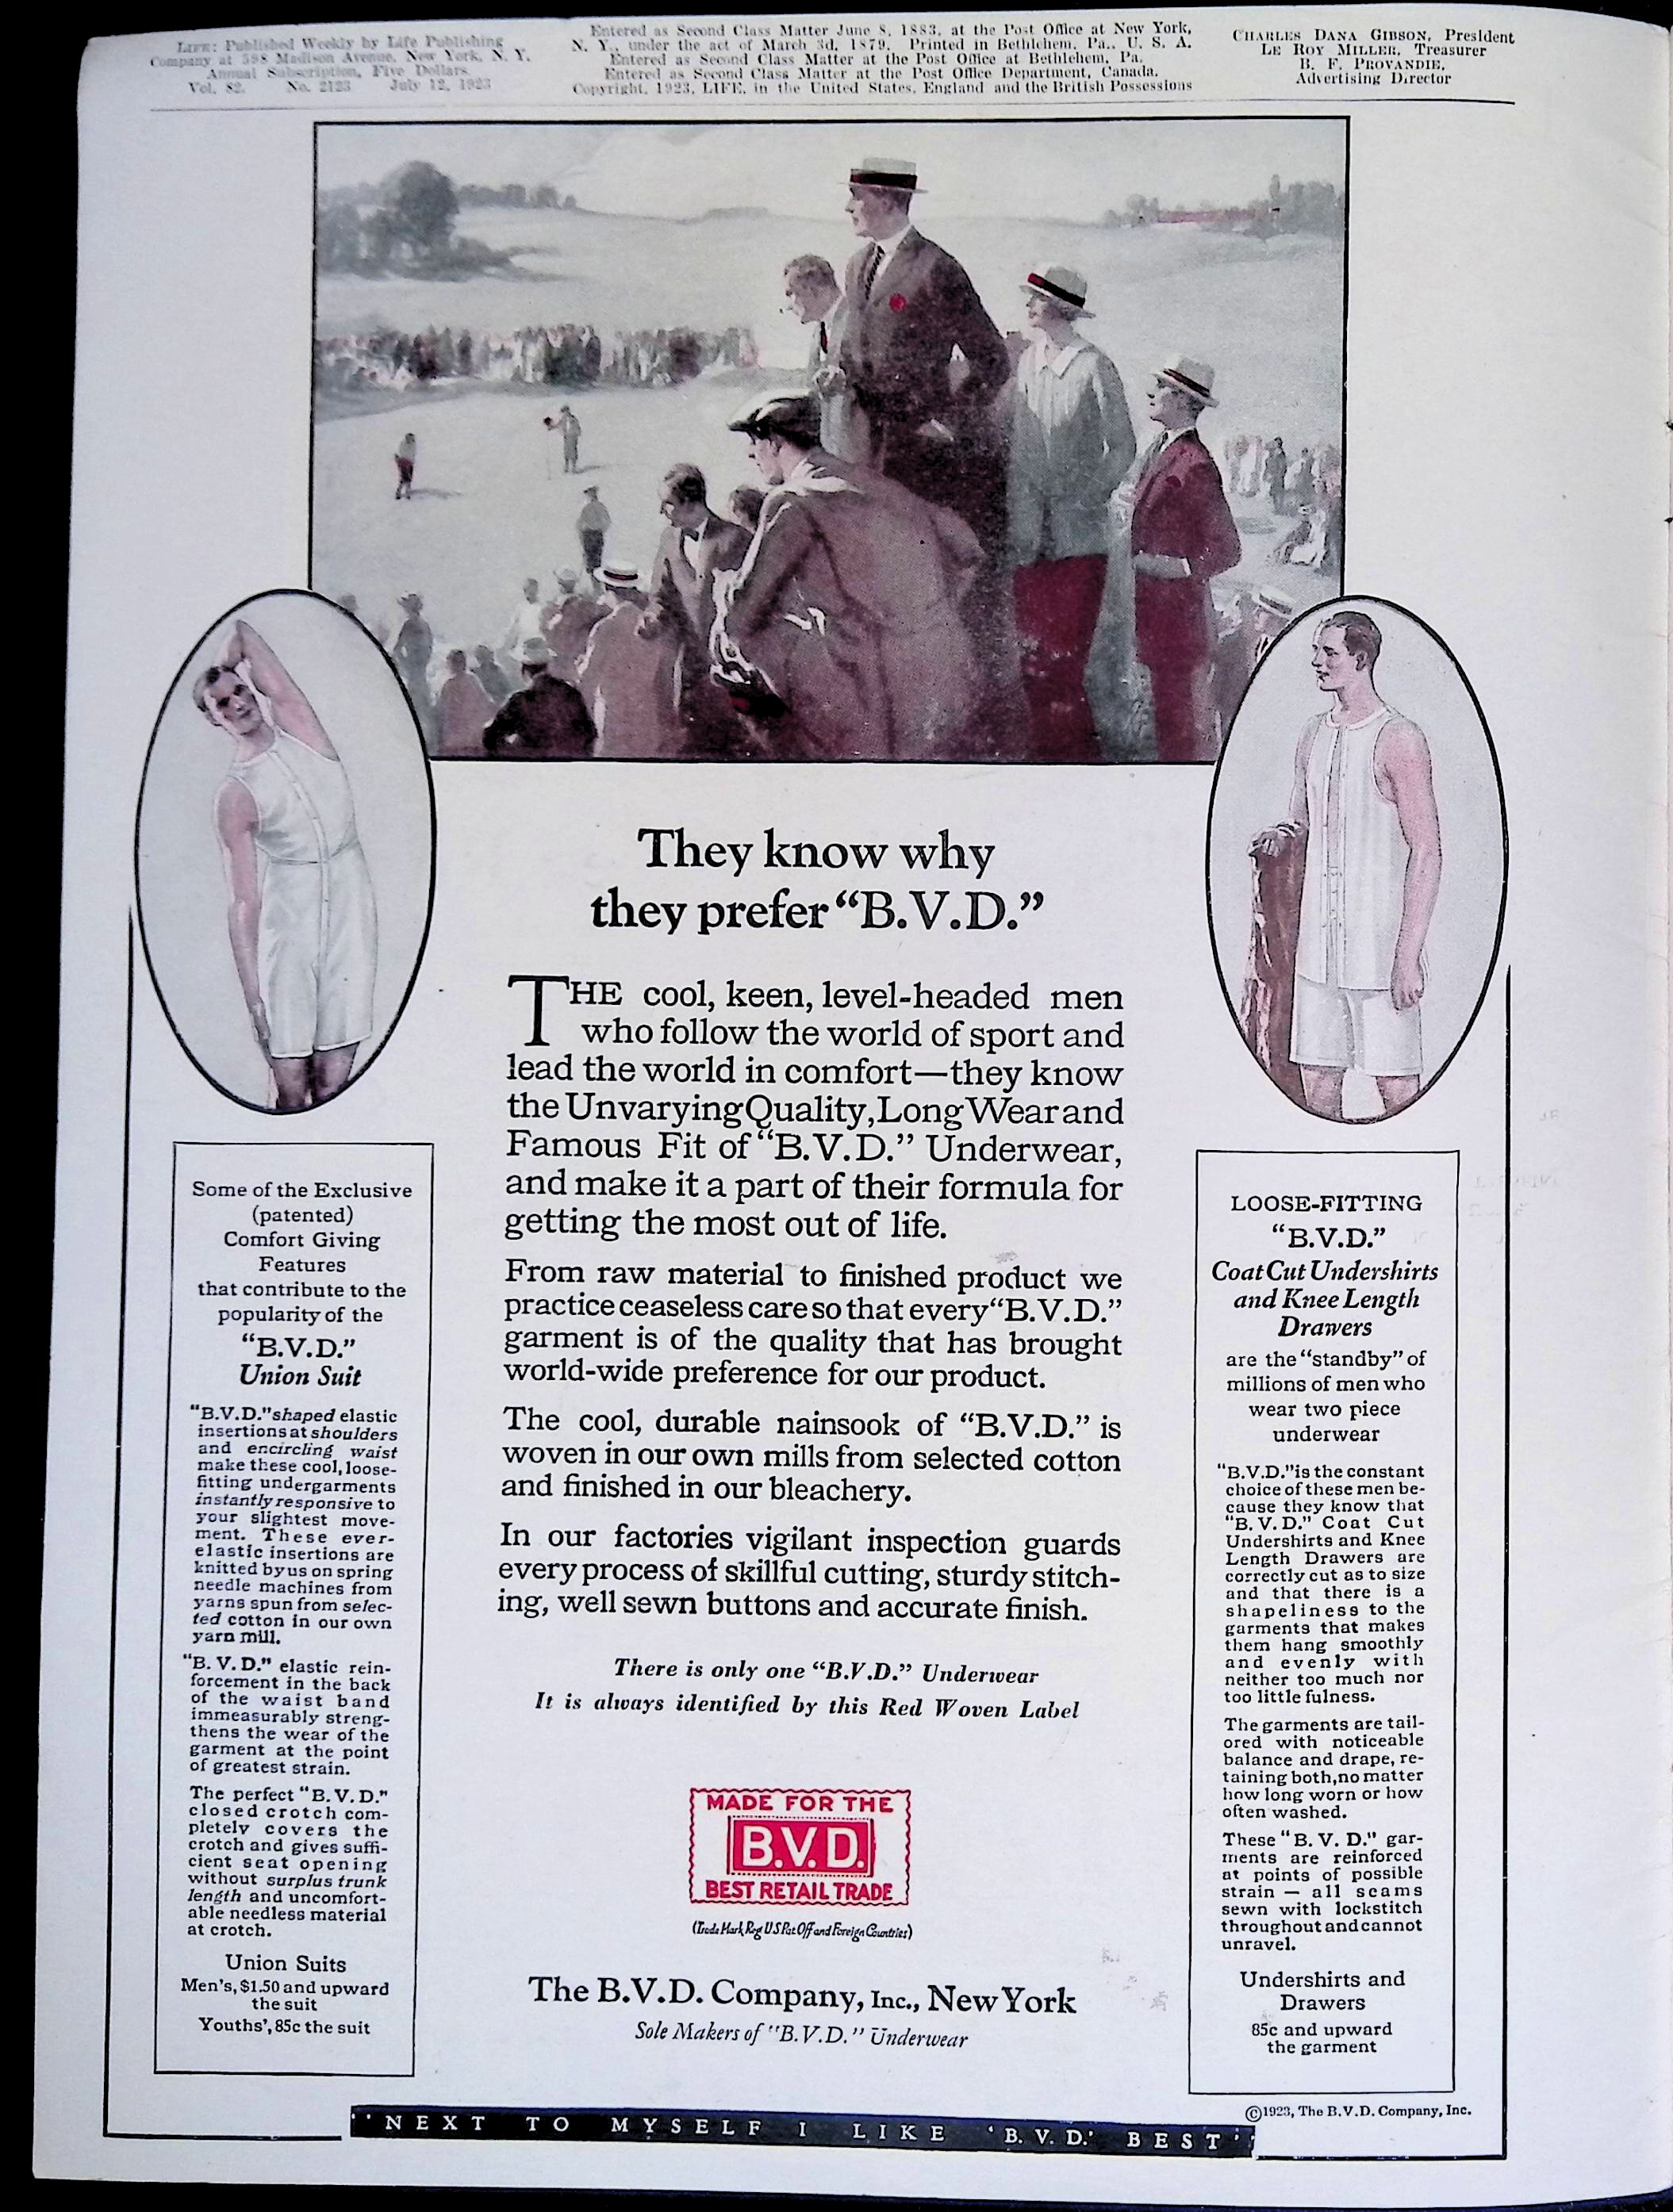 LIFE: Published Weekly by Life Publishing
Company at 598 Madison Avenue, New York, N. Y.
Annual Subscription, Five Dollars.
Vol. 82. No. 2123 July 12, 1923
Entered as Second Class Matter June 8, 1883, at the Post Office at New York,
N. Y., under the act of March 3d, 1879. Printed in Bethlehem, Pa., U. S. A.
Entered as Second Class Matter at the Post Office at Bethlehem, Pa.
Entered as Second Class Matter at the Post Office Department, Canada.
Copyright, 1923, LIFE, in the United States, England and the British Possessions
CHARLES DANA GIBSON, President
LE ROY MILLER, Treasurer
B. F. PROVANDIE,
Advertising Director
They know why
they prefer “B.V.D.”
THE cool, keen, level-headed men
who follow the world of sport and
lead the world in comfort—they know
the Unvarying Quality, Long Wear and
Famous Fit of “B.V.D.” Underwear,
and make it a part of their formula for
getting the most out of life.
From raw material to finished product we
practice ceaseless care so that every “B.V.D.”
garment is of the quality that has brought
world-wide preference for our product.
The cool, durable nainsook of “B.V.D.” is
woven in our own mills from selected cotton
and finished in our bleachery.
In our factories vigilant inspection guards
every process of skillful cutting, sturdy stitch-
ing, well sewn buttons and accurate finish.
There is only one “B.V.D.” Underwear
It is always identified by this Red Woven Label
MADE FOR THE
B.V.D.
BEST RETAIL TRADE
(Trade Mark Reg U S Pat Off and Foreign Countries)
The B.V.D. Company, Inc., New York
Sole Makers of “B.V.D.” Underwear
Some of the Exclusive
(patented)
Comfort Giving
Features
that contribute to the
popularity of the
“B.V.D.”
Union Suit
“B.V.D.” shaped elastic
insertions at shoulders
and encircling waist
make these cool, loose-
fitting undergarments
instantly responsive to
your slightest move-
ment. These ever-
elastic insertions are
knitted by us on spring
needle machines from
yarns spun from selec-
ted cotton in our own
yarn mill.
“B. V. D.” elastic rein-
forcement in the back
of the waist band
immeasurably streng-
thens the wear of the
garment at the point
of greatest strain.
The perfect “B. V. D.”
closed crotch com-
pletely covers the
crotch and gives suffi-
cient seat opening
without surplus trunk
length and uncomfort-
able needless material
at crotch.
Union Suits
Men's, $1.50 and upward
the suit
Youths', 85c the suit
LOOSE-FITTING
“B.V.D.”
Coat Cut Undershirts
and Knee Length
Drawers
are the “standby” of
millions of men who
wear two piece
underwear
“B.V.D.” is the constant
choice of these men be-
cause they know that
“B. V. D.” Coat Cut
Undershirts and Knee
Length Drawers are
correctly cut as to size
and that there is a
shapeliness to the
garments that makes
them hang smoothly
and evenly with
neither too much nor
too little fulness.
The garments are tail-
ored with noticeable
balance and drape, re-
taining both, no matter
how long worn or how
often washed.
These “B. V. D.” gar-
ments are reinforced
at points of possible
strain — all seams
sewn with lockstitch
throughout and cannot
unravel.
Undershirts and
Drawers
85c and upward
the garment
©1923, The B.V.D. Company, Inc.
“NEXT TO MYSELF I LIKE ‘B. V. D.’ BEST”